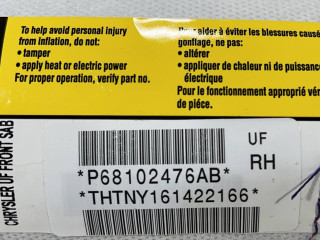 To help avoid personal injury
from inflation, do not:
• tamper
• apply heat or electric power
For proper operation, verify part no.
aider à éviter les blessures causé
gonflage, ne pas:
• altérer
• appliquer de chaleur ni de puissance
électrique
Pour le fonctionnement approprié vér
de piéce.
CHRYSLER UF FRONT SAB
UF
RH
*P68102476AB*
*THTNY161422166*